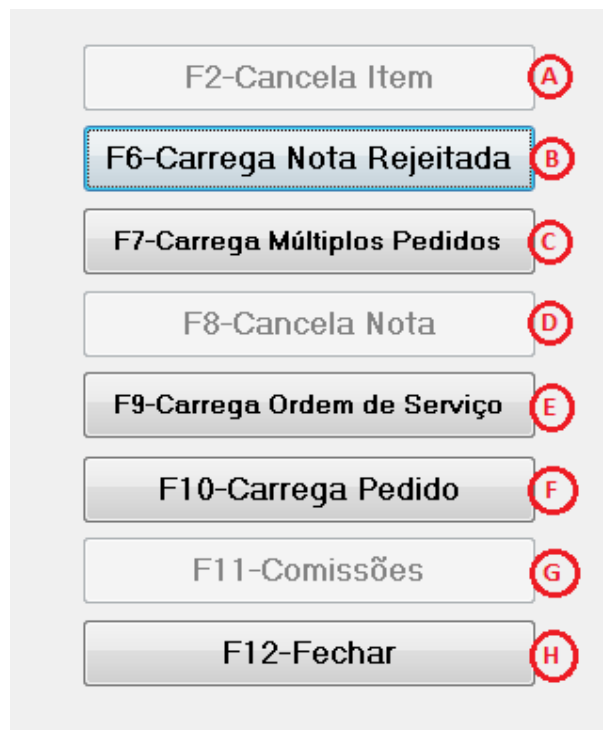 F2-Cancela Item A
F6-Carrega Nota Rejeitada B
F7-Carrega Múltiplos Pedidos C
F8-Cancela Nota D
F9-Carrega Ordem de Serviço E
F10-Carrega Pedido F
F11-Comissões G
F12-Fechar H